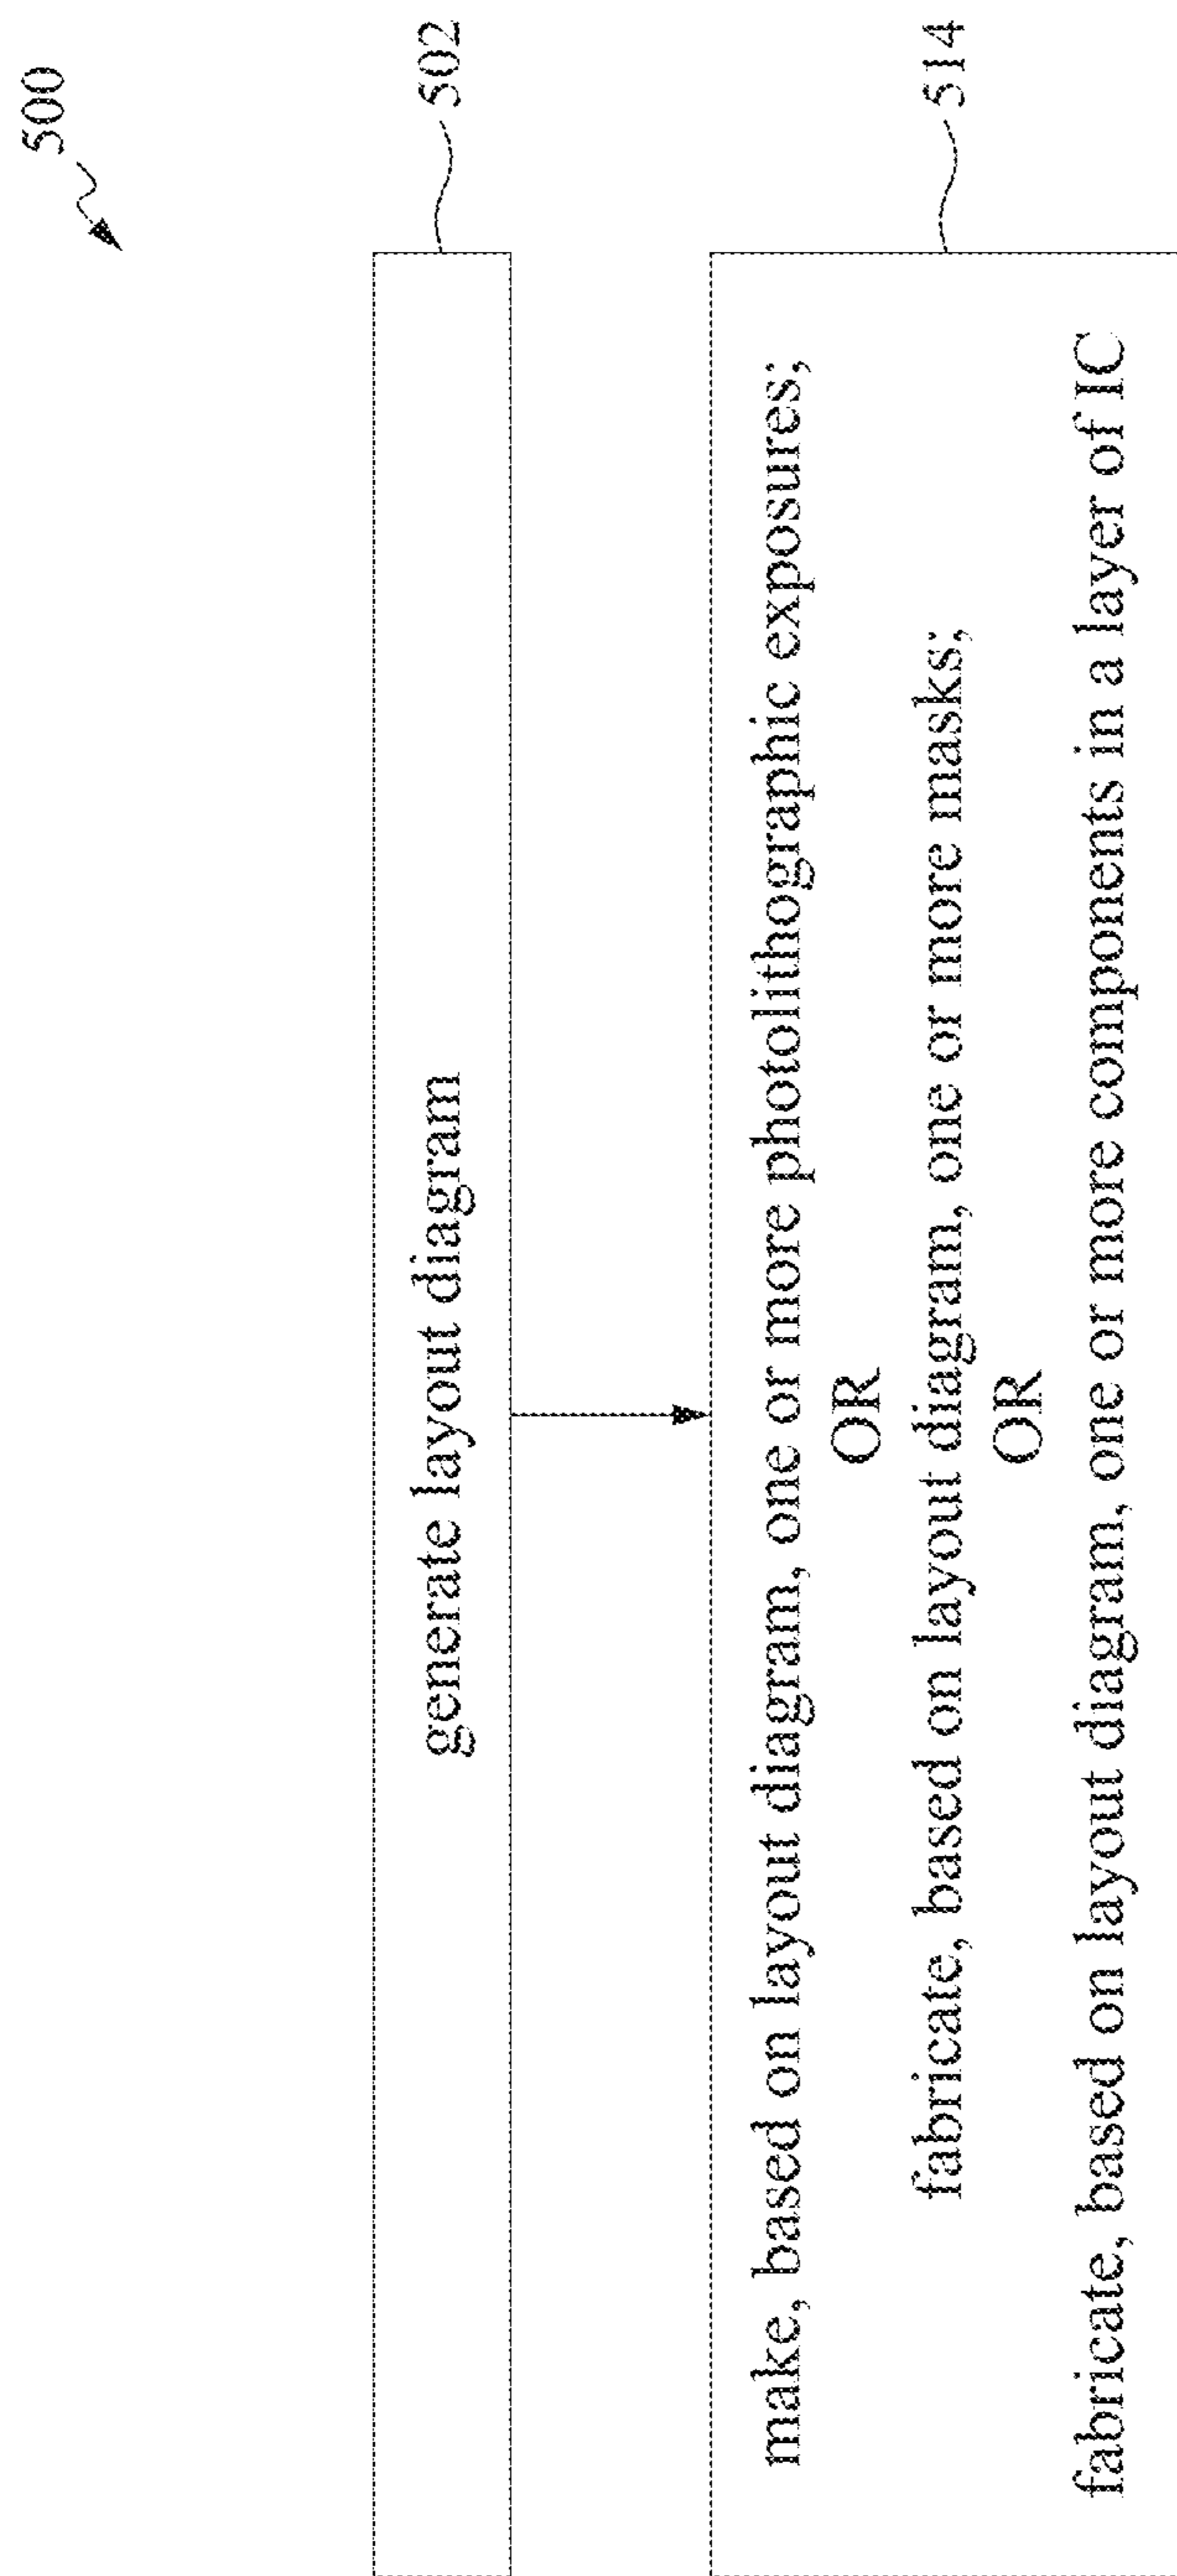 500
generate layout diagram
502
make, based on layout diagram, one or more photolithographic exposures;
OR
fabricate, based on layout diagram, one or more masks;
OR
fabricate, based on layout diagram, one or more components in a layer of IC
514